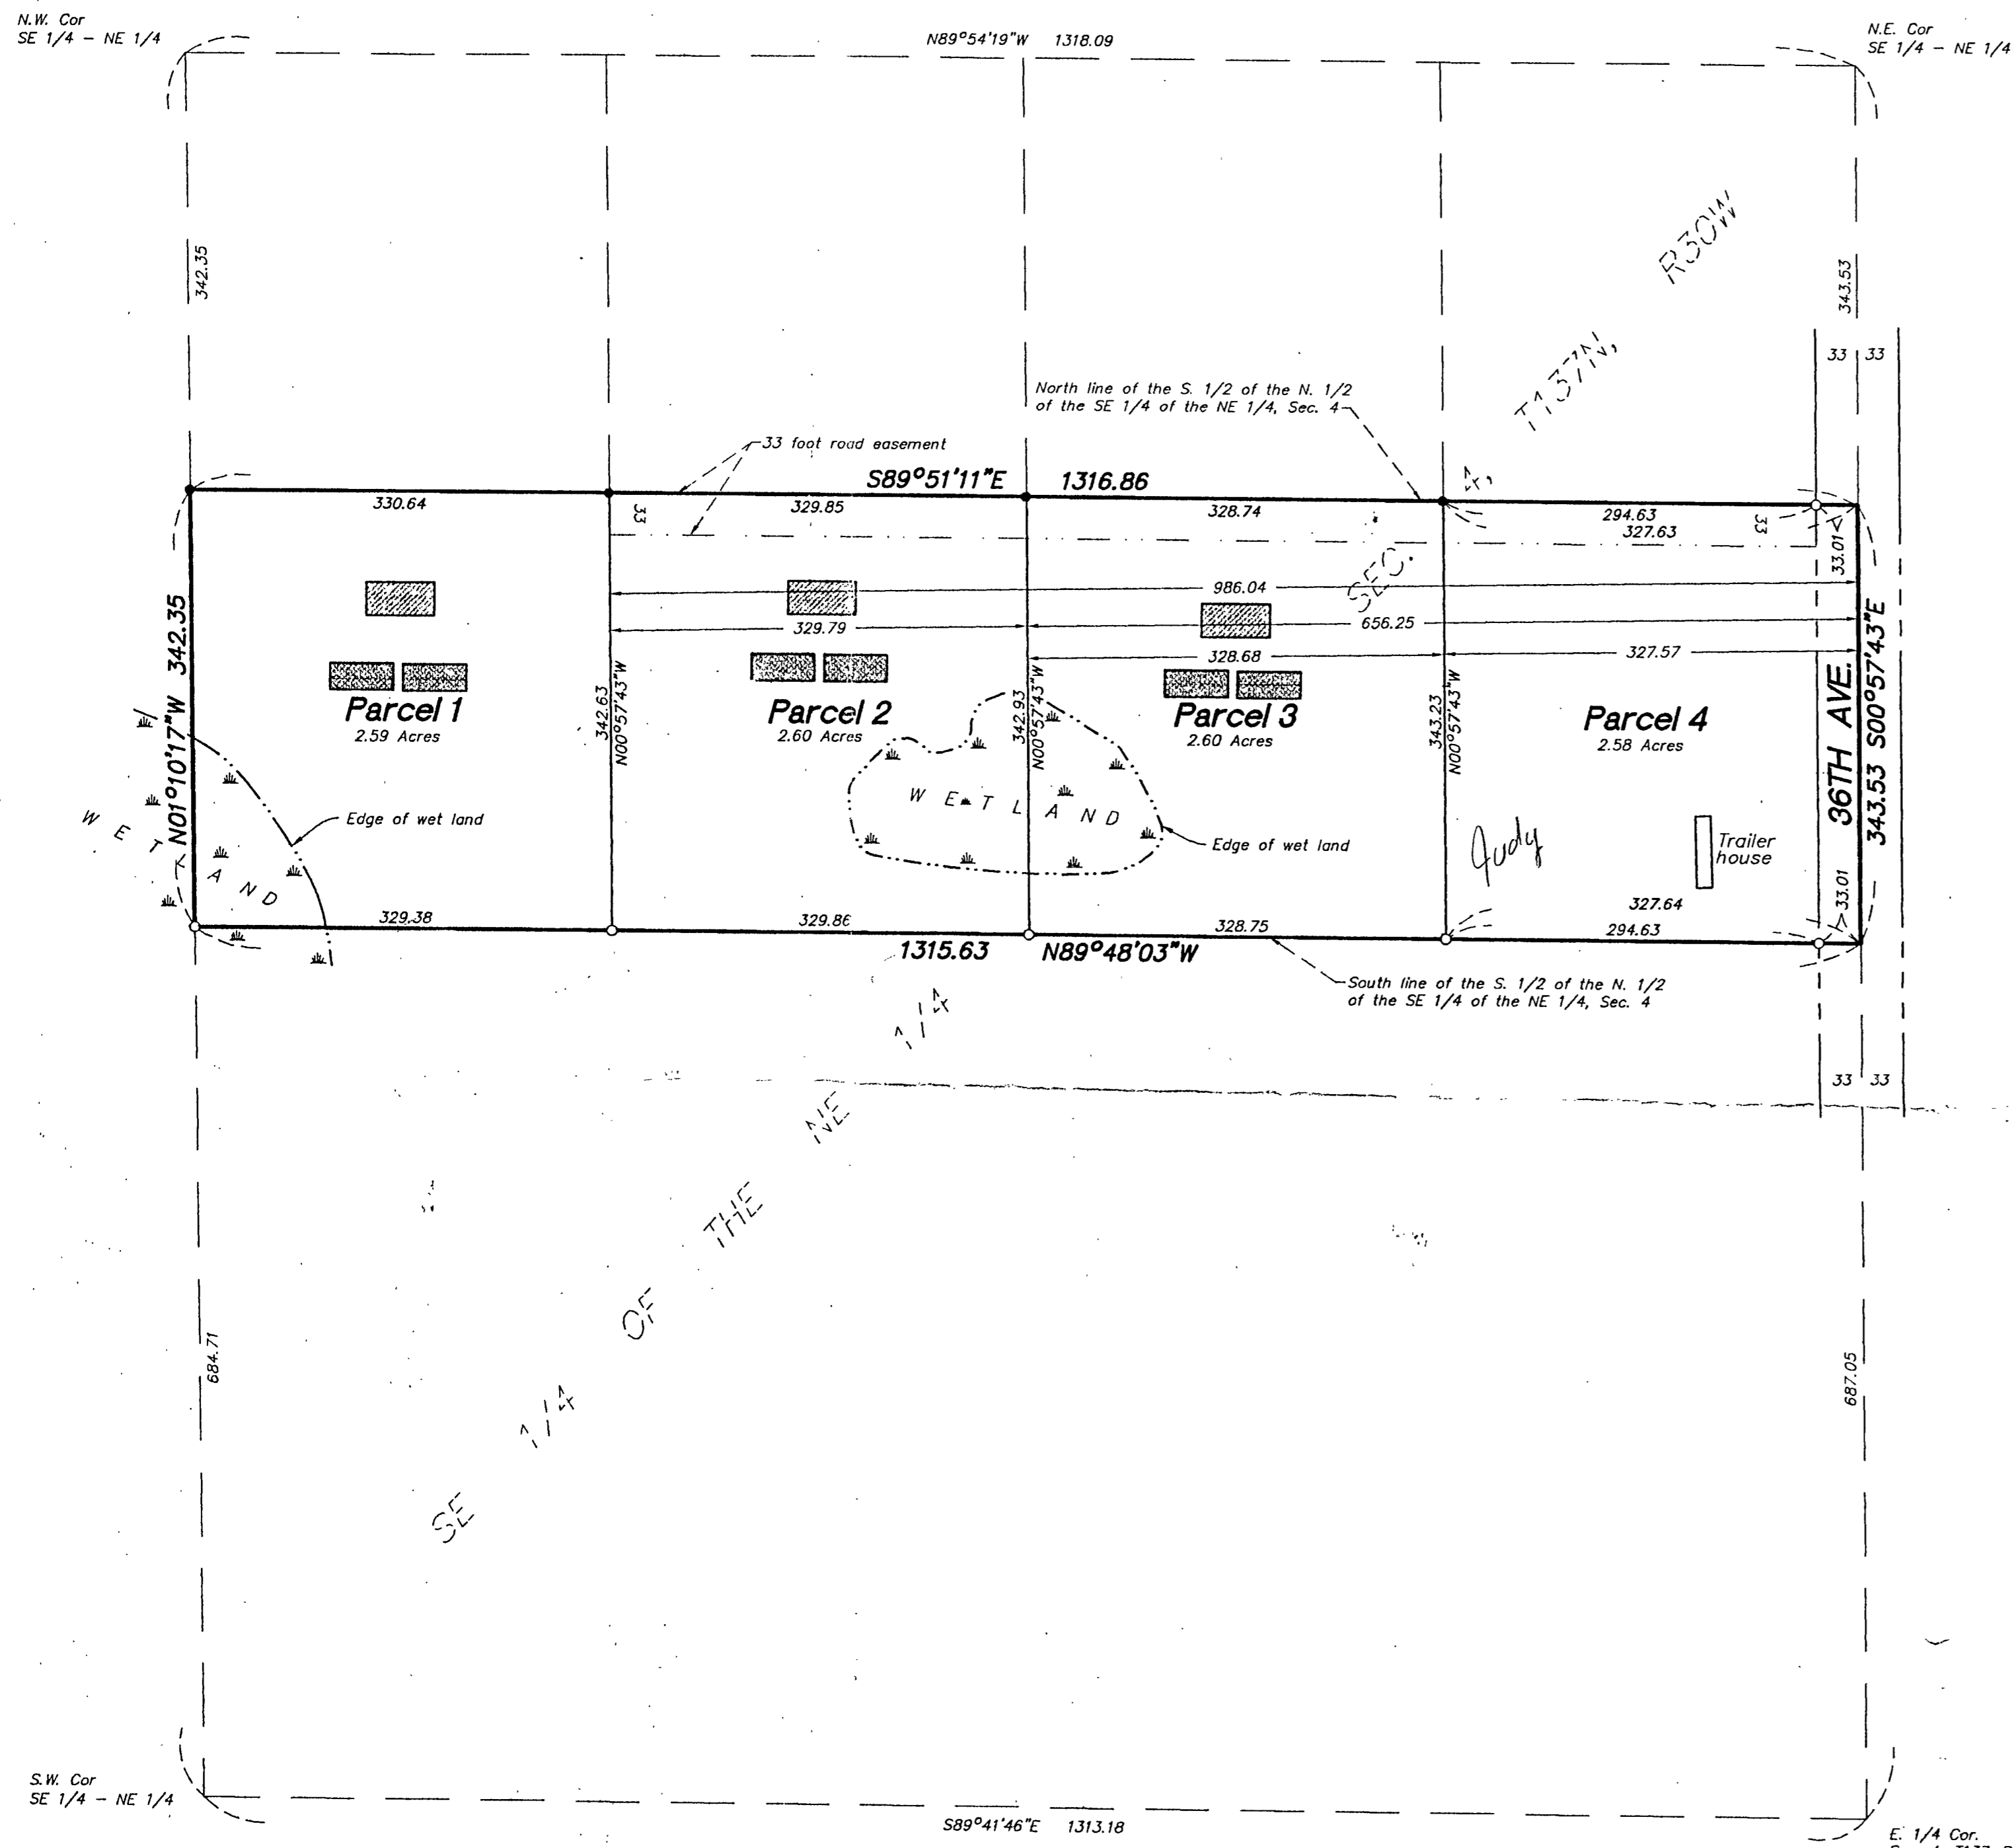 N.W. Cor
SE 1/4 – NE 1/4
N89°54'19"W 1318.09
N.E. Cor
SE 1/4 – NE 1/4
342.35
343.53
33 33
R30W
T137N,
4,
SEC.
North line of the S. 1/2 of the N. 1/2
of the SE 1/4 of the NE 1/4, Sec. 4
33 foot road easement
S89°51'11"E 1316.86
330.64
33
329.85
328.74
294.63
327.63
33
33.01
986.04
329.79
656.25
328.68
327.57
N01°10'17"W 342.35
342.63
N00°57'43"W
342.93
N00°57'43"W
343.23
N00°57'43"W
36TH AVE.
343.53 S00°57'43"E
Parcel 1
2.59 Acres
Parcel 2
2.60 Acres
Parcel 3
2.60 Acres
Parcel 4
2.58 Acres
WETLAND
Edge of wet land
WETLAND
Edge of wet land
Judy
Trailer
house
33.01
329.38
329.86
328.75
327.64
294.63
1315.63 N89°48'03"W
South line of the S. 1/2 of the N. 1/2
of the SE 1/4 of the NE 1/4, Sec. 4
33 33
SE 1/4 OF THE NE 1/4
684.71
687.05
S.W. Cor
SE 1/4 – NE 1/4
S89°41'46"E 1313.18
E. 1/4 Cor.